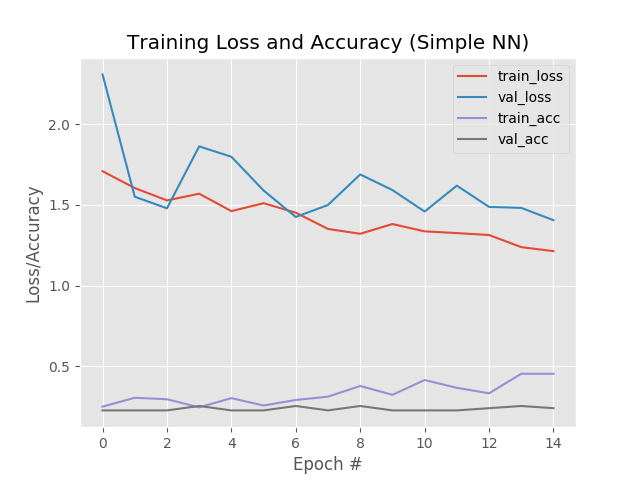 Training Loss and Accuracy (Simple NN)
train_loss
val_loss
train_acc
val_acc
Loss/Accuracy
2.0
1.5
1.0
0.5
0 2 4 6 8 10 12 14
Epoch #